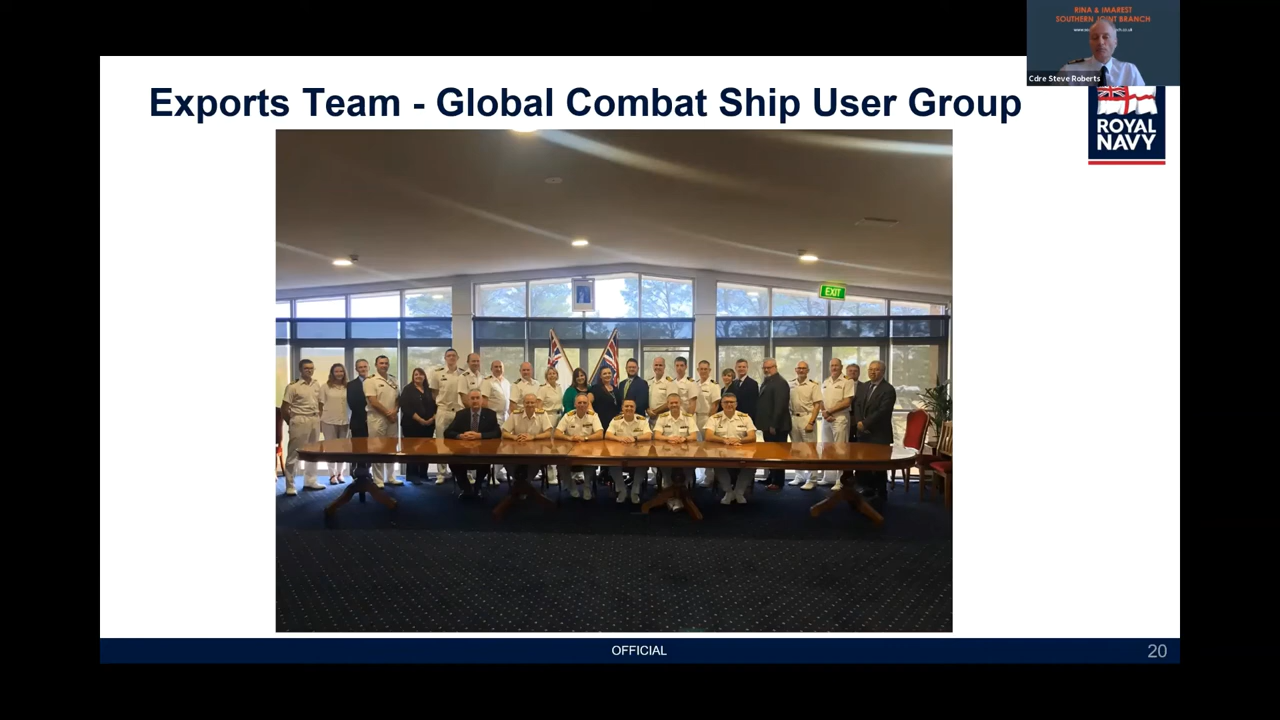 RINA & IMAREST
SOUTHERN JOINT BRANCH
Cdre Steve Roberts
Exports Team - Global Combat Ship User Group
ROYAL
NAVY
EXIT
OFFICIAL
20